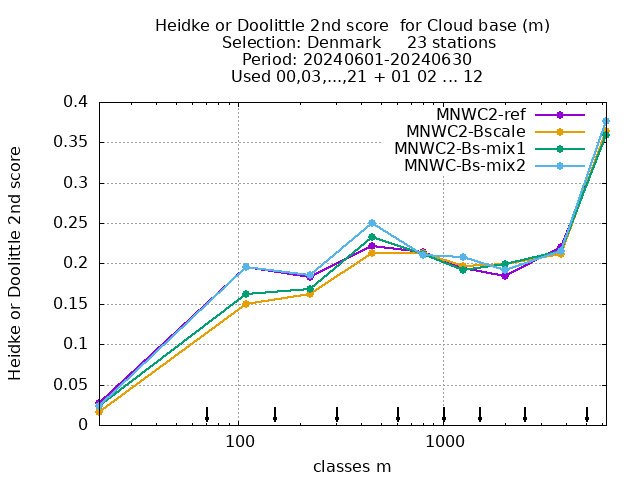 Heidke or Doolittle 2nd score  for Cloud base (m)
Selection: Denmark     23 stations
Period: 20240601-20240630
Used 00,03,...,21 + 01 02 ... 12
Heidke or Doolittle 2nd score
0.4
0.35
0.3
0.25
0.2
0.15
0.1
0.05
0
MNWC2-ref
MNWC2-Bscale
MNWC2-Bs-mix1
MNWC-Bs-mix2
100
1000
classes m